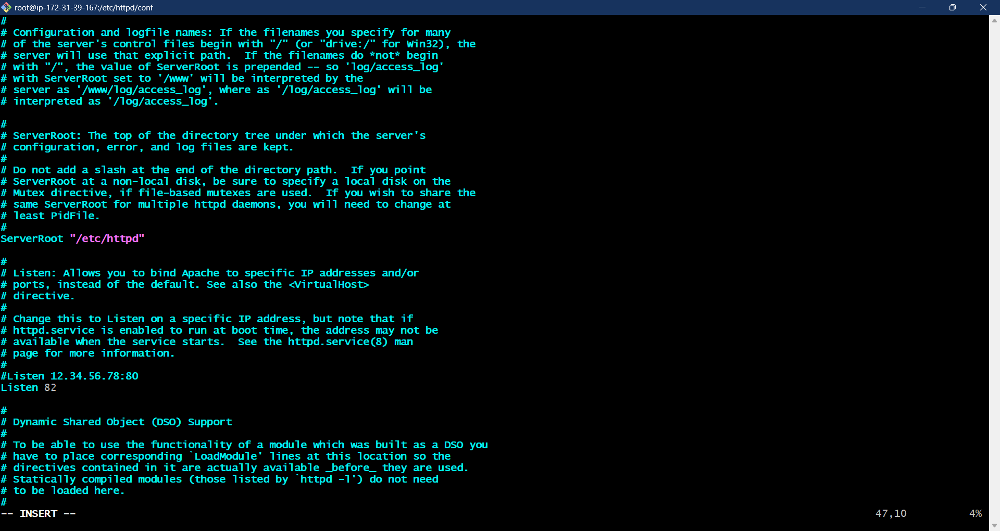 root@ip-172-31-39-167:/etc/httpd/conf
#
# Configuration and logfile names: If the filenames you specify for many
# of the server's control files begin with "/" (or "drive:/" for Win32), the
# server will use that explicit path.  If the filenames do *not* begin
# with "/", the value of ServerRoot is prepended -- so 'log/access_log'
# with ServerRoot set to '/www' will be interpreted by the
# server as '/www/log/access_log', where as '/log/access_log' will be
# interpreted as '/log/access_log'.
#
# ServerRoot: The top of the directory tree under which the server's
# configuration, error, and log files are kept.
#
# Do not add a slash at the end of the directory path.  If you point
# ServerRoot at a non-local disk, be sure to specify a local disk on the
# Mutex directive, if file-based mutexes are used.  If you wish to share the
# same ServerRoot for multiple httpd daemons, you will need to change at
# least PidFile.
#
ServerRoot "/etc/httpd"
#
# Listen: Allows you to bind Apache to specific IP addresses and/or
# ports, instead of the default. See also the <VirtualHost>
# directive.
#
# Change this to Listen on a specific IP address, but note that if
# httpd.service is enabled to run at boot time, the address may not be
# available when the service starts.  See the httpd.service(8) man
# page for more information.
#
#Listen 12.34.56.78:80
Listen 82
#
# Dynamic Shared Object (DSO) Support
#
# To be able to use the functionality of a module which was built as a DSO you
# have to place corresponding `LoadModule' lines at this location so the
# directives contained in it are actually available _before_ they are used.
# Statically compiled modules (those listed by `httpd -l') do not need
# to be loaded here.
#
-- INSERT -- 47,10 4%